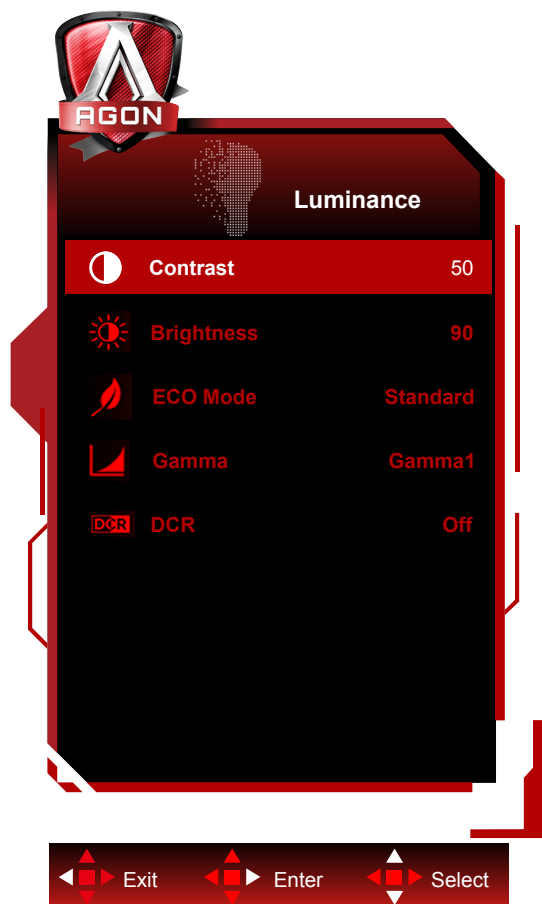 AGON
Luminance
Contrast 50
Brightness 90
ECO Mode Standard
Gamma Gamma1
DCR DCR Off
Exit Enter Select